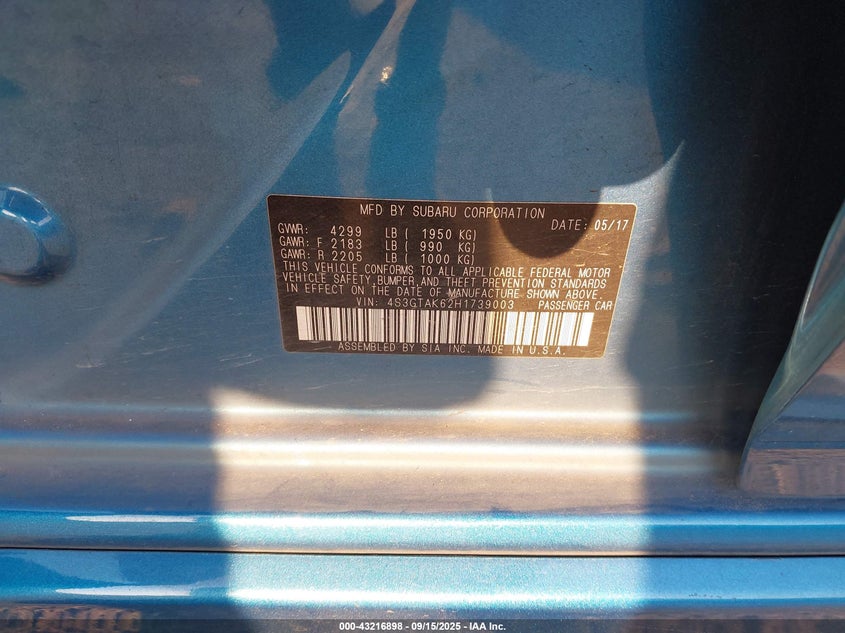 MFD BY SUBARU CORPORATION DATE: 05/17
GVWR: 4299 LB ( 1950 KG)
GAWR: F 2183 LB ( 990 KG)
GAWR: R 2205 LB ( 1000 KG)
THIS VEHICLE CONFORMS TO ALL APPLICABLE FEDERAL MOTOR
VEHICLE SAFETY, BUMPER, AND THEFT PREVENTION STANDARDS
IN EFFECT ON THE DATE OF MANUFACTURE SHOWN ABOVE.
VIN: 4S3GTAK62H1739003 PASSENGER CAR
ASSEMBLED BY SIA INC. MADE IN U.S.A.
000-43216898 - 09/15/2025 - IAA Inc.